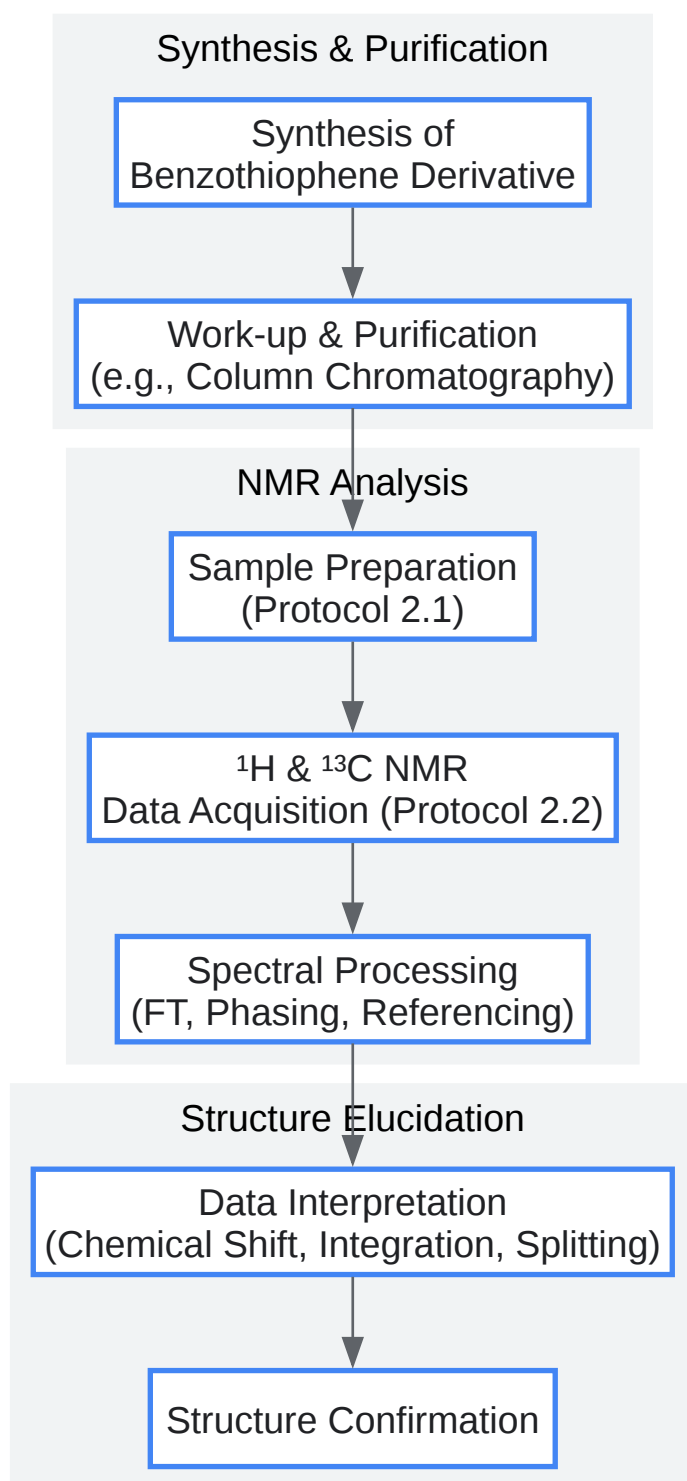 Synthesis & Purification
Synthesis of
Benzothiophene Derivative
Work-up & Purification
(e.g., Column Chromatography)
NMR Analysis
Sample Preparation
(Protocol 2.1)
¹H & ¹³C NMR
Data Acquisition (Protocol 2.2)
Spectral Processing
(FT, Phasing, Referencing)
Structure Elucidation
Data Interpretation
(Chemical Shift, Integration, Splitting)
Structure Confirmation